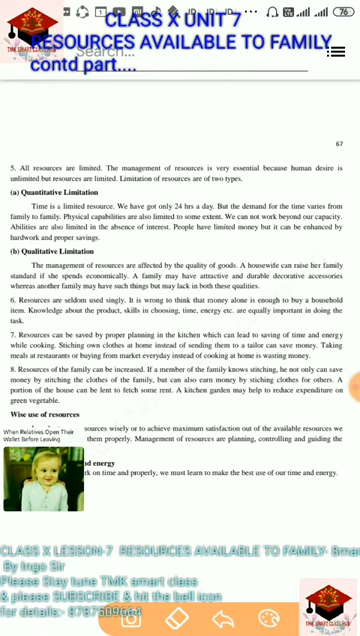 CLASS X UNIT 7
RESOURCES AVAILABLE TO FAMILY
contd part....
Search...
76
TMK SMART CLASSES
67
5. All resources are limited. The management of resources is very essential because human desire is
unlimited but resources are limited. Limitation of resources are of two types.
(a) Quantitative Limitation
Time is a limited resource. We have got only 24 hrs a day. But the demand for the time varies from
family to family. Physical capabilities are also limited to some extent. We can not work beyond our capacity.
Abilities are also limited in the absence of interest. People have limited money but it can be enhanced by
hardwork and proper savings.
(b) Qualitative Limitation
The management of resources are affected by the quality of goods. A housewife can raise her family
standard if she spends economically. A family may have attractive and durable decorative accessories
whereas another family may have such things but may lack in both these qualities.
6. Resources are seldom used singly. It is wrong to think that money alone is enough to buy a household
item. Knowledge about the product, skills in choosing, time, energy etc. are equally important in doing the
task.
7. Resources can be saved by proper planning in the kitchen which can lead to saving of time and energy
while cooking. Stiching own clothes at home instead of sending them to a tailor can save money. Taking
meals at restaurants or buying from market everyday instead of cooking at home is wasting money.
8. Resources of the family can be increased. If a member of the family knows stitching, he not only can save
money by stitching the clothes of the family, but can also earn money by stiching clothes for others. A
portion of the house can be lent to fetch some rent. A kitchen garden may help to reduce expenditure on
green vegetable.
Wise use of resources
sources wisely or to achieve maximum satisfaction out of the available resources we
When Relatives Open Their
Wallet Before Leaving
them properly. Management of resources are planning, controlling and guiding the
nd energy
rk on time and properly, we must learn to make the best use of our time and energy.
CLASS X LESSON-7 RESOURCES AVAILABLE TO FAMILY- 8mar
By Ingo Sir
Please Stay tune TMK smart class
& please SUBSCRIBE & hit the bell icon
for details:- 8787509664
TMK SMART CLASSES